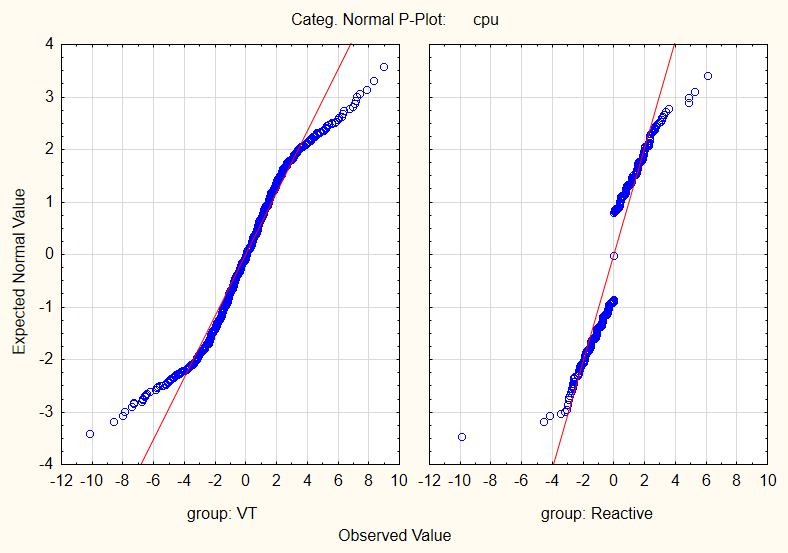 Categ. Normal P-Plot: cpu
Expected Normal Value
4
3
2
1
0
-1
-2
-3
-4
-12 -10 -8 -6 -4 -2 0 2 4 6 8 10
-12 -10 -8 -6 -4 -2 0 2 4 6 8 10
group: VT
group: Reactive
Observed Value